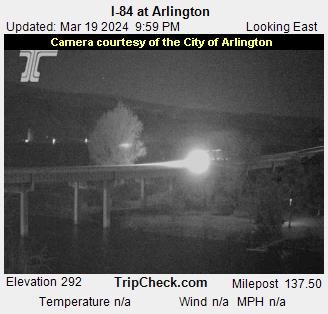 I-84 at Arlington
Updated: Mar 19 2024 9:59 PM Looking East
Camera courtesy of the City of Arlington
Elevation 292 TripCheck.com Milepost 137.50
Temperature n/a Wind n/a MPH n/a